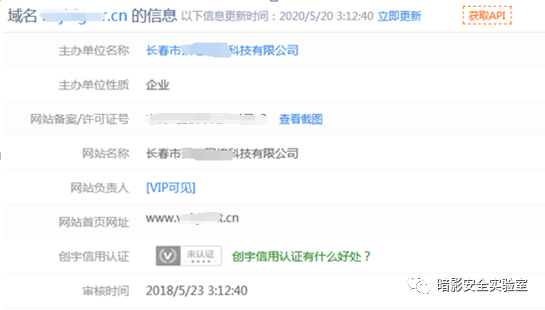 域名 .cn 的信息 以下信息更新时间：2020/5/20 3:12:40 立即更新 获取API
主办单位名称 长春市 科技有限公司
主办单位性质 企业
网站备案/许可证号 查看截图
网站名称 长春市 科技有限公司
网站负责人 [VIP可见]
网站首页网址 www. .cn
创宇信用认证 未认证 创宇信用认证有什么好处？
审核时间 2018/5/23 3:12:40
暗影安全实验室